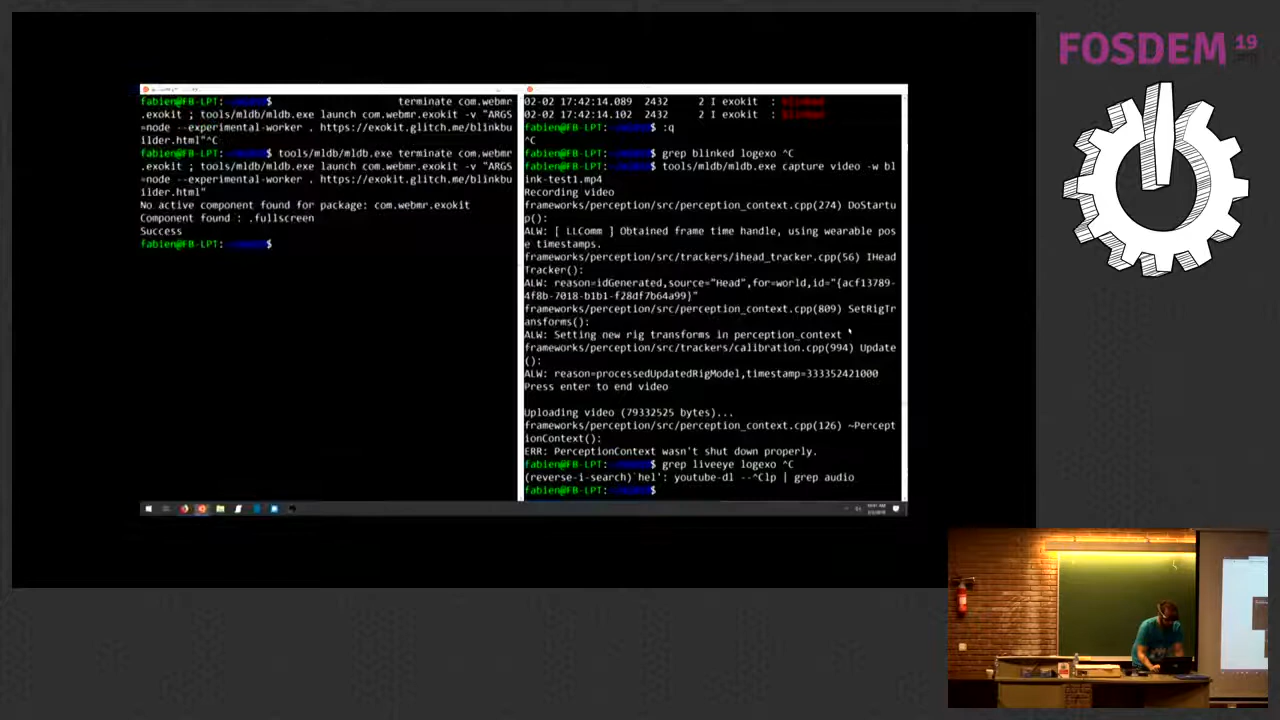 FOSDEM 19
fabien@FB-LPT: $ terminate com.webmr
.exokit ; tools/mldb/mldb.exe launch com.webmr.exokit -v "ARGS
=node --experimental-worker . https://exokit.glitch.me/blinkbu
ilder.html"^C
fabien@FB-LPT: $ tools/mldb/mldb.exe terminate com.webmr
.exokit ; tools/mldb/mldb.exe launch com.webmr.exokit -v "ARGS
=node --experimental-worker . https://exokit.glitch.me/blinkbu
ilder.html"
No active component found for package: com.webmr.exokit
Component found : .fullscreen
Success
fabien@FB-LPT: $
02-02 17:42:14.089 2432 2 I exokit : blinked
02-02 17:42:14.102 2432 2 I exokit : blinked
fabien@FB-LPT: $ :q
^C
fabien@FB-LPT: $ grep blinked logexo ^C
fabien@FB-LPT: $ tools/mldb/mldb.exe capture video -w bl
ink-test1.mp4
Recording video
frameworks/perception/src/perception_context.cpp(274) DoStartu
p():
ALW: [ LLComm ] Obtained frame time handle, using wearable pos
e timestamps.
frameworks/perception/src/trackers/ihead_tracker.cpp(56) IHead
Tracker():
ALW: reason=idGenerated,source="Head",for=world,id="{acf13789-
4f8b-7018-b1b1-f28df7b64a99}"
frameworks/perception/src/perception_context.cpp(809) SetRigTr
ansforms():
ALW: Setting new rig transforms in perception_context
frameworks/perception/src/trackers/calibration.cpp(994) Update
():
ALW: reason=processedUpdatedRigModel,timestamp=333352421000
Press enter to end video
Uploading video (79332525 bytes)...
frameworks/perception/src/perception_context.cpp(126) ~Percept
ionContext():
ERR: PerceptionContext wasn't shut down properly.
fabien@FB-LPT: $ grep liveeye logexo ^C
(reverse-i-search)`hel': youtube-dl --^Clp | grep audio
fabien@FB-LPT: $